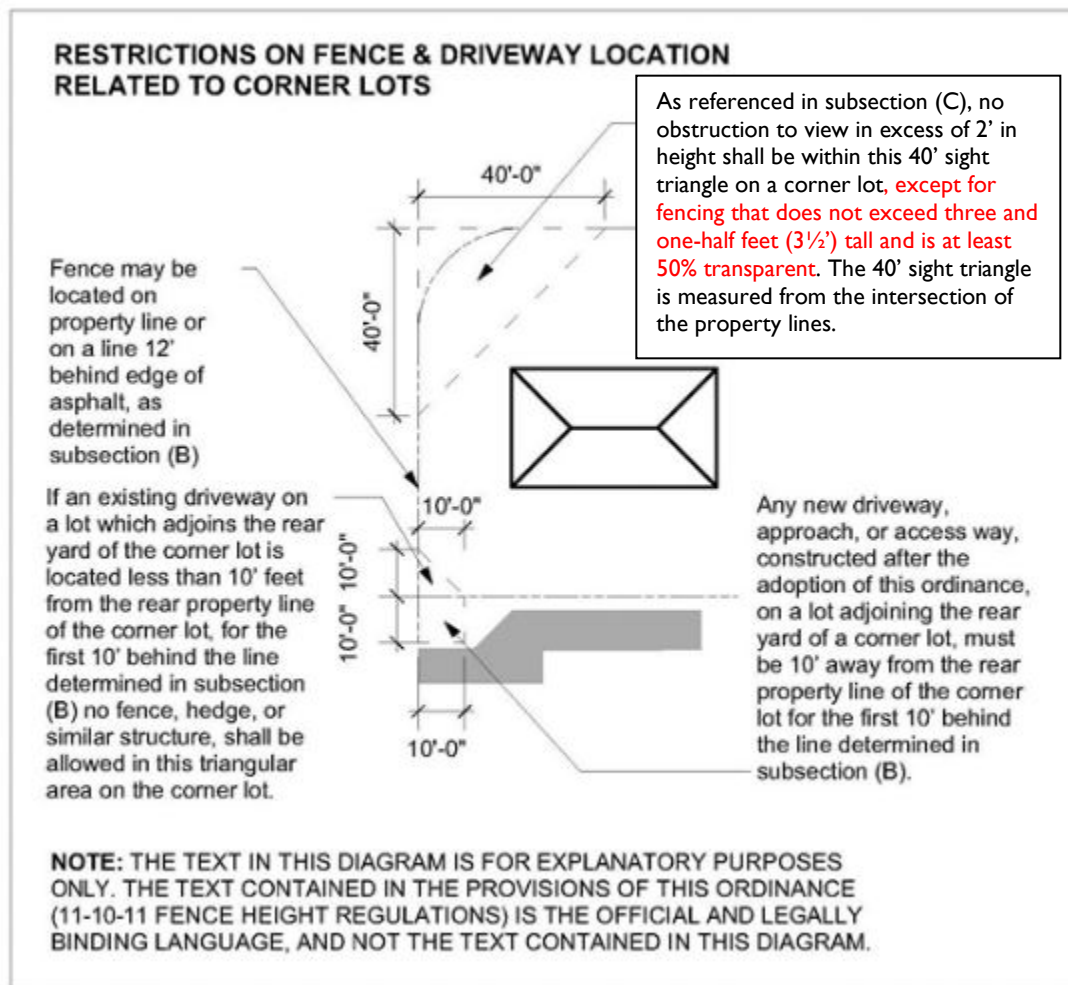 RESTRICTIONS ON FENCE & DRIVEWAY LOCATION
RELATED TO CORNER LOTS
As referenced in subsection (C), no
obstruction to view in excess of 2' in
height shall be within this 40' sight
triangle on a corner lot, except for
fencing that does not exceed three and
one-half feet (3½') tall and is at least
50% transparent. The 40' sight triangle
is measured from the intersection of
the property lines.
40'-0"
40'-0"
Fence may be
located on
property line or
on a line 12'
behind edge of
asphalt, as
determined in
subsection (B)
If an existing driveway on
a lot which adjoins the rear
yard of the corner lot is
located less than 10' feet
from the rear property line
of the corner lot, for the
first 10' behind the line
determined in subsection
(B) no fence, hedge, or
similar structure, shall be
allowed in this triangular
area on the corner lot.
10'-0"
10'-0"
10'-0"
10'-0"
Any new driveway,
approach, or access way,
constructed after the
adoption of this ordinance,
on a lot adjoining the rear
yard of a corner lot, must
be 10' away from the rear
property line of the corner
lot for the first 10' behind
the line determined in
subsection (B).
NOTE: THE TEXT IN THIS DIAGRAM IS FOR EXPLANATORY PURPOSES
ONLY. THE TEXT CONTAINED IN THE PROVISIONS OF THIS ORDINANCE
(11-10-11 FENCE HEIGHT REGULATIONS) IS THE OFFICIAL AND LEGALLY
BINDING LANGUAGE, AND NOT THE TEXT CONTAINED IN THIS DIAGRAM.